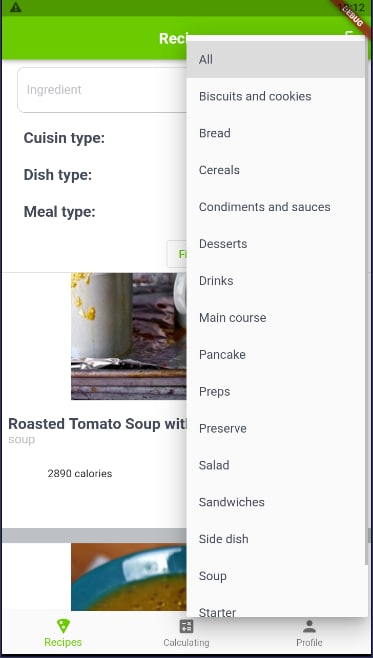 10:12
DEBUG
Reci
All
Ingredient
Biscuits and cookies
Cuisin type:
Bread
Dish type:
Cereals
Meal type:
Condiments and sauces
Desserts
Fi
Drinks
Main course
Pancake
Preps
Roasted Tomato Soup wit
Preserve
soup
Salad
2890 calories
Sandwiches
Side dish
Soup
Starter
Recipes
Calculating
Profile